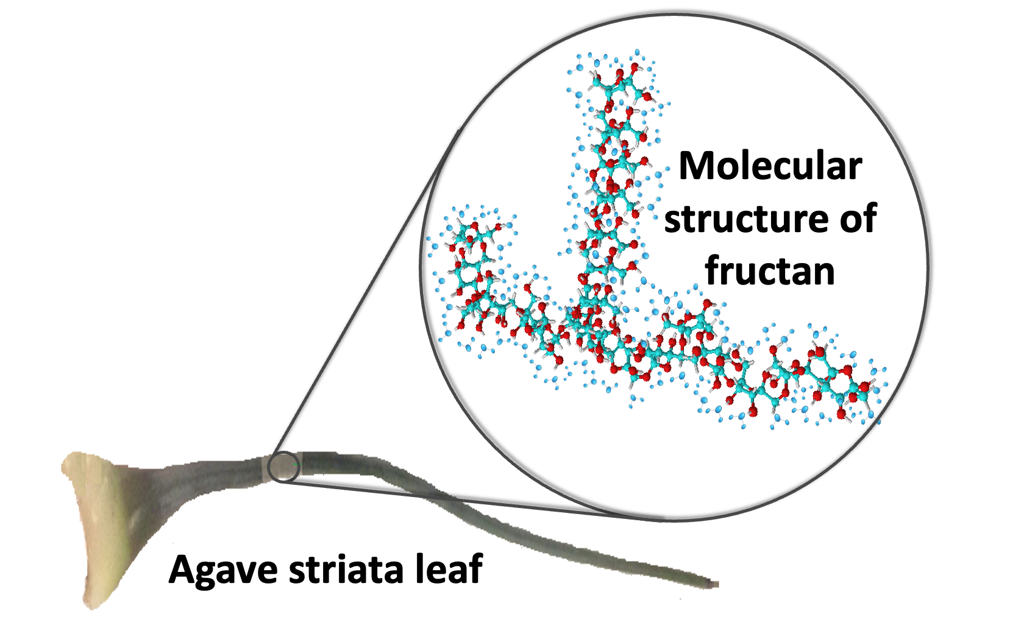 Molecular
structure of
fructan
Agave striata leaf